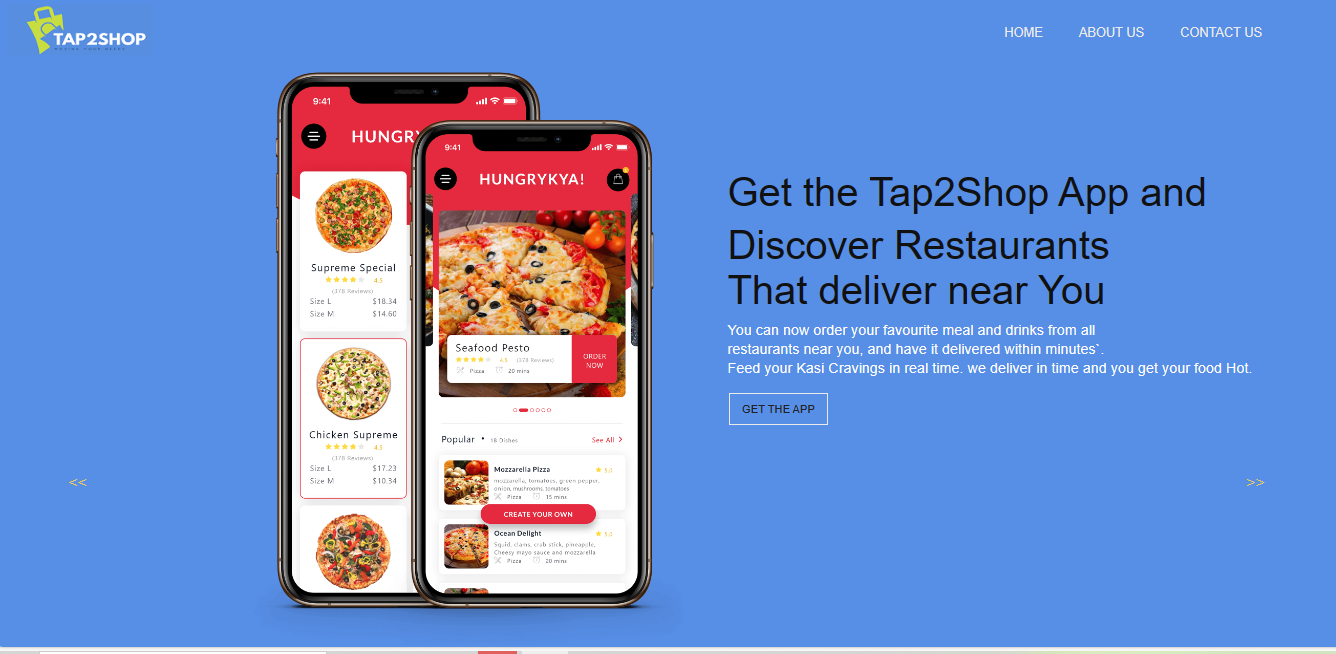 TAP2SHOP
HOME
ABOUT US
CONTACT US
9:41
HUNGRY
Supreme Special
4.5
(378 Reviews)
Size L $18.34
Size M $14.60
Chicken Supreme
4.5
(378 Reviews)
Size L $17.23
Size M $10.34
9:41
HUNGRYKYA!
Seafood Pesto
4.5 (378 Reviews)
Pizza 20 mins
ORDER
NOW
Popular • 18 Dishes
See All >
Mozzarella Pizza
5.0
mozzarella, tomatoes, green pepper,
onion, mushrooms, tomatoes
Pizza 15 mins
CREATE YOUR OWN
Ocean Delight
5.0
Squid, clams, crab stick, pineapple,
Cheesy mayo sauce and mozzarella
Pizza 20 mins
Get the Tap2Shop App and
Discover Restaurants
That deliver near You
You can now order your favourite meal and drinks from all
restaurants near you, and have it delivered within minutes`.
Feed your Kasi Cravings in real time. we deliver in time and you get your food Hot.
GET THE APP
<<
>>